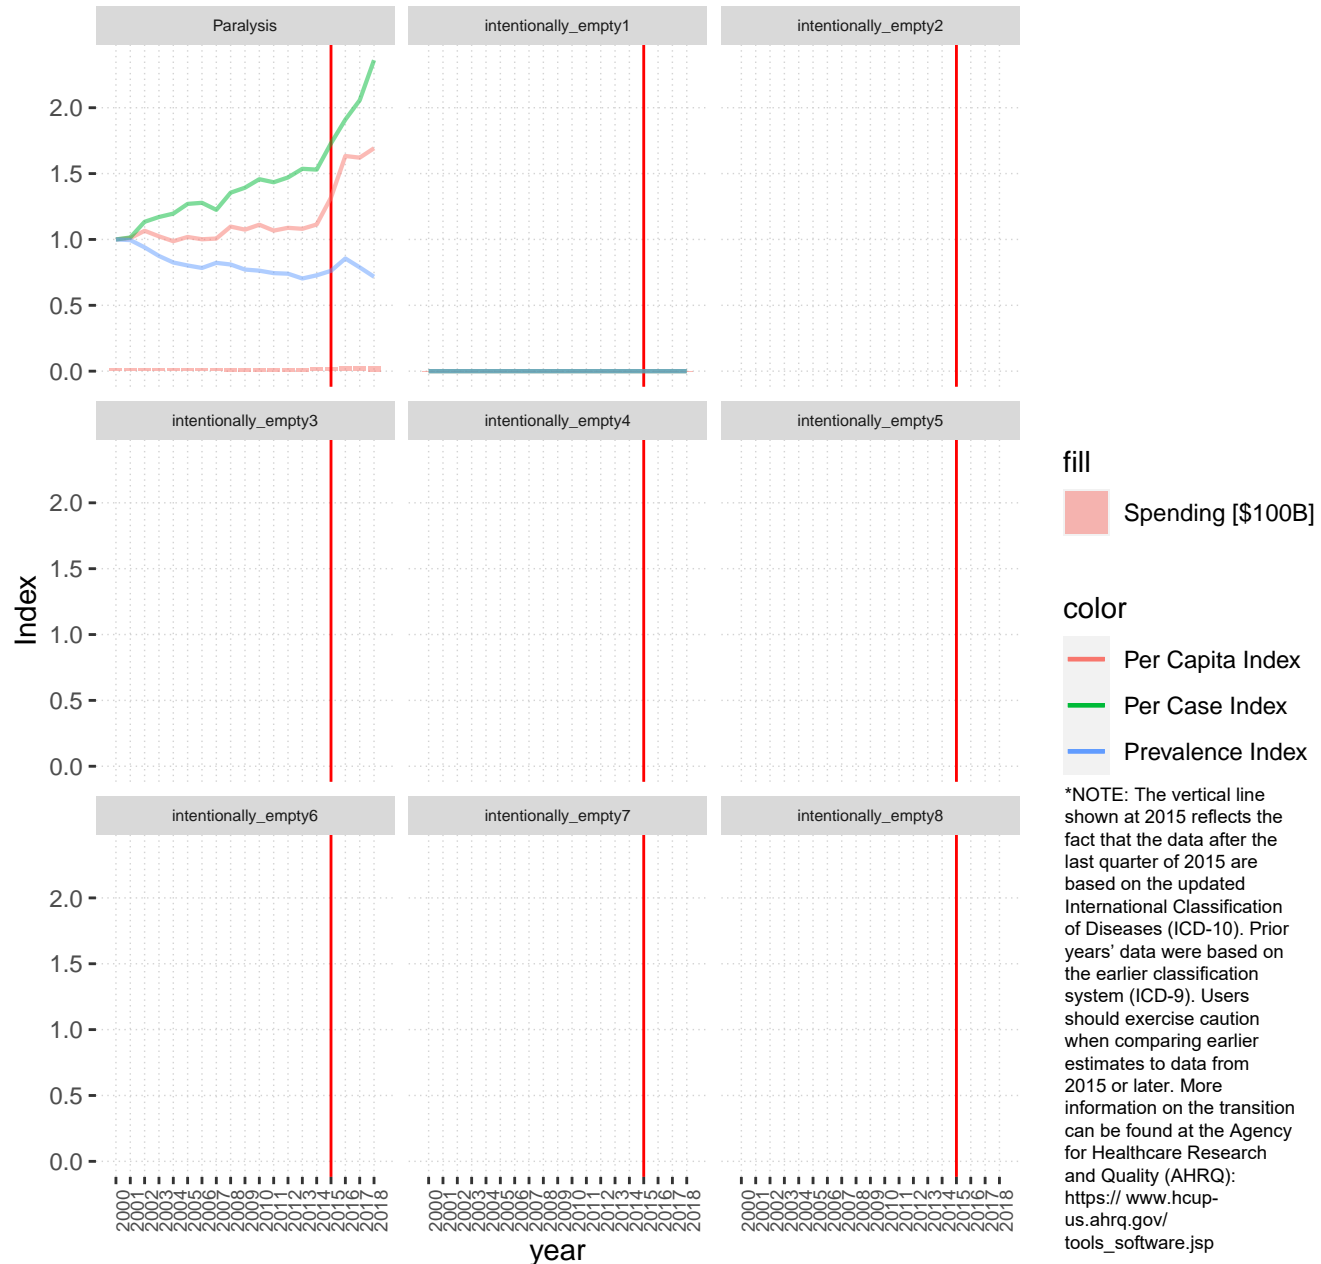 Paralysis
intentionally_empty1
intentionally_empty2
2.0
1.5
1.0
0.5
0.0
intentionally_empty3
intentionally_empty4
intentionally_empty5
2.0
1.5
1.0
0.5
0.0
Index
intentionally_empty6
intentionally_empty7
intentionally_empty8
2.0
1.5
1.0
0.5
0.0
2000 2001 2002 2003 2004 2005 2006 2007 2008 2009 2010 2011 2012 2013 2014 2015 2016 2017 2018
2000 2001 2002 2003 2004 2005 2006 2007 2008 2009 2010 2011 2012 2013 2014 2015 2016 2017 2018
2000 2001 2002 2003 2004 2005 2006 2007 2008 2009 2010 2011 2012 2013 2014 2015 2016 2017 2018
year
fill
Spending [$100B]
color
Per Capita Index
Per Case Index
Prevalence Index
*NOTE: The vertical line
shown at 2015 reflects the
fact that the data after the
last quarter of 2015 are
based on the updated
International Classification
of Diseases (ICD-10). Prior
years’ data were based on
the earlier classification
system (ICD-9). Users
should exercise caution
when comparing earlier
estimates to data from
2015 or later. More
information on the transition
can be found at the Agency
for Healthcare Research
and Quality (AHRQ):
https:// www.hcup-
us.ahrq.gov/
tools_software.jsp